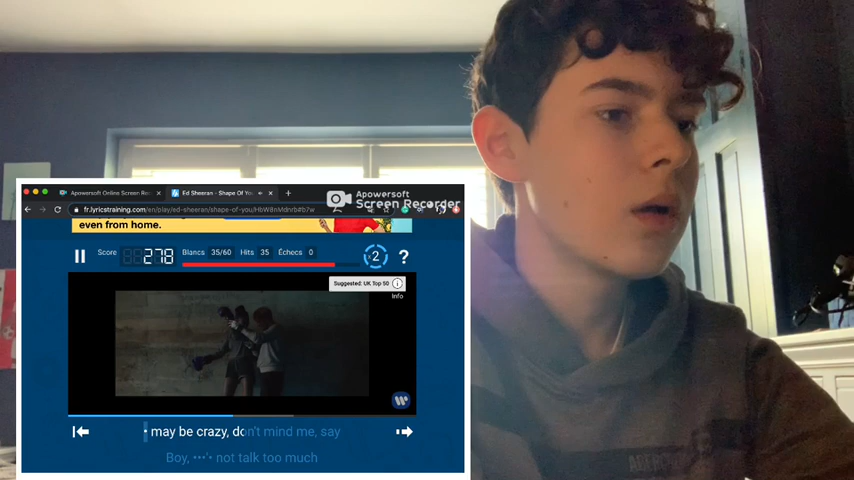 Apowersoft Online Screen Rec
Ed Sheeran - Shape Of Yo
Apowersoft
Screen Recorder
fr.lyricstraining.com/en/play/ed-sheeran/shape-of-you/
even from home.
Score 278 Blancs 35/60 Hits 35 Échecs 0 2 ?
Suggested: UK Top 50
Info
may be crazy, don't mind me, say
Boy, •••'• not talk too much